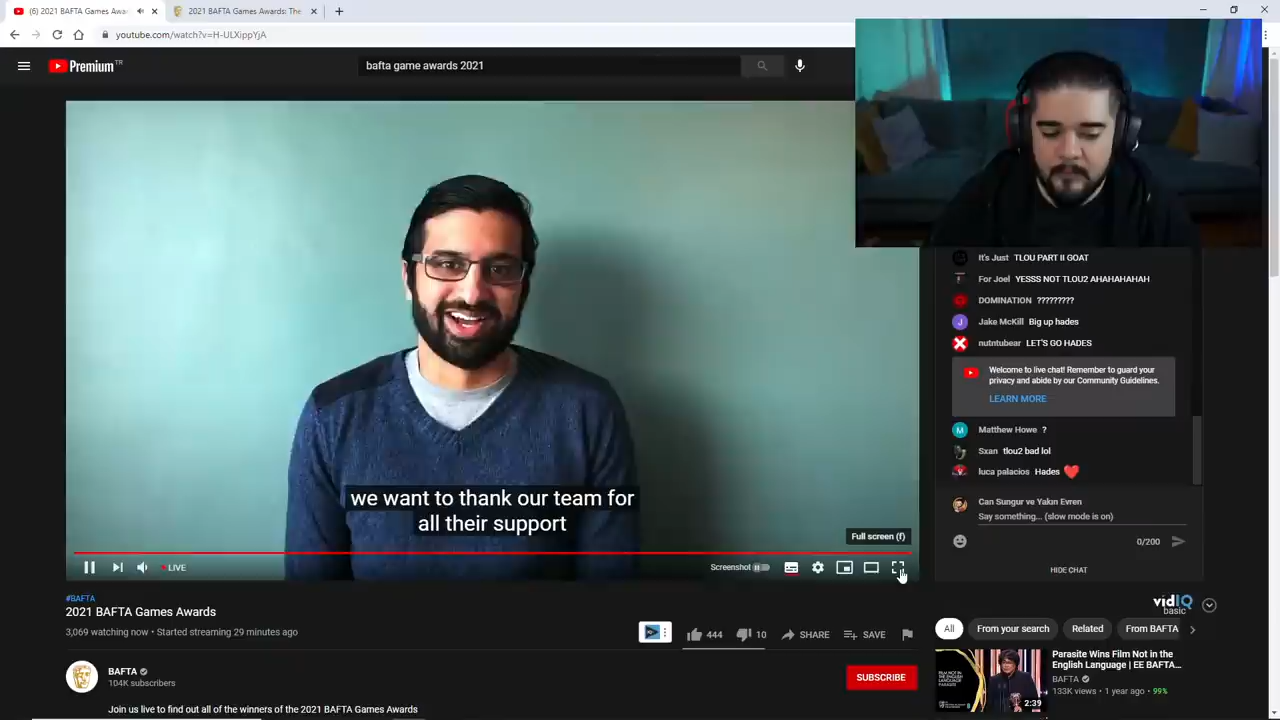 (6) 2021 BAFTA Games Awa
2021 BAFTA Games Awards: The
youtube.com/watch?v=H-ULXippYjA
Premium TR
bafta game awards 2021
It's Just TLOU PART II GOAT
For Joel YESSS NOT TLOU2 AHAHAHAHAH
DOMINATION ?????????
J Jake McKill Big up hades
nutntubear LET'S GO HADES
Welcome to live chat! Remember to guard your
privacy and abide by our Community Guidelines.
LEARN MORE
M Matthew Howe ?
Sxan tlou2 bad lol
luca palacios Hades
we want to thank our team for
all their support
Can Sungur ve Yakın Evren
Say something... (slow mode is on)
0/200
HIDE CHAT
Full screen (f)
LIVE
Screenshot
#BAFTA
2021 BAFTA Games Awards
3,069 watching now • Started streaming 29 minutes ago
444
10
SHARE
SAVE
vidIQ
basic
All
From your search
Related
From BAFTA
BAFTA
104K subscribers
SUBSCRIBE
Join us live to find out all of the winners of the 2021 BAFTA Games Awards
Parasite Wins Film Not in the
English Language | EE BAFTA...
BAFTA
133K views • 1 year ago • 99%
2:39